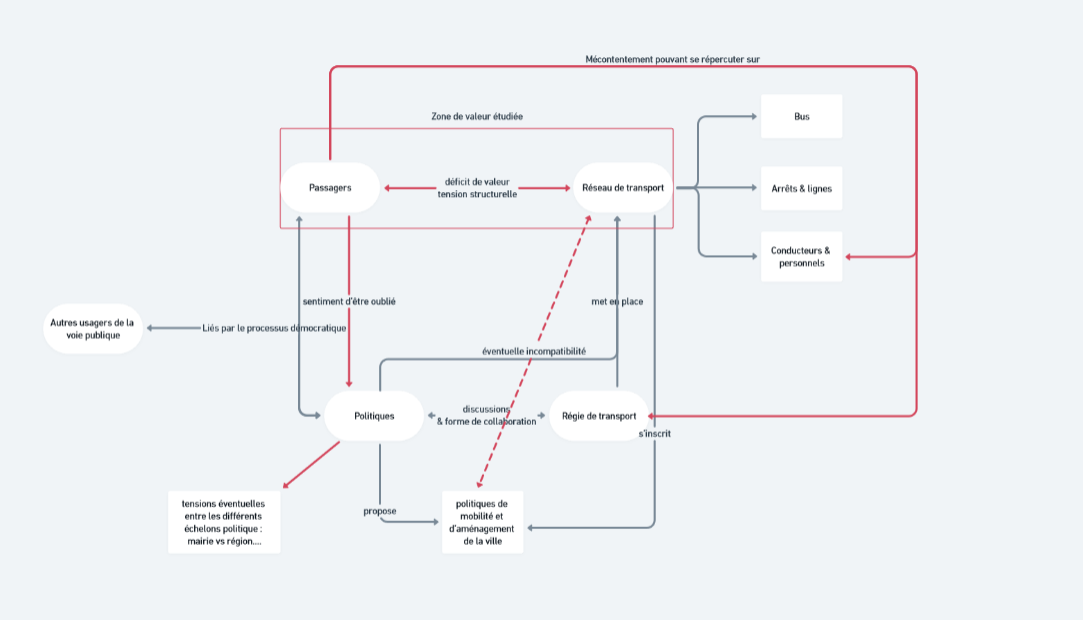 Mécontentement pouvant se répercuter sur
Zone de valeur étudiée
Bus
Passagers
déficit de valeur
tension structurelle
Réseau de transport
Arrêts & lignes
Conducteurs &
personnels
sentiment d'être oublié
met en place
Autres usagers de la
voie publique
Liés par le processus démocratique
éventuelle incompatibilité
Politiques
discussions
& forme de collaboration
Régie de transport
s'inscrit
tensions éventuelles
entre les différents
échelons politique :
mairie vs région....
propose
politiques de
mobilité et
d'aménagement
de la ville